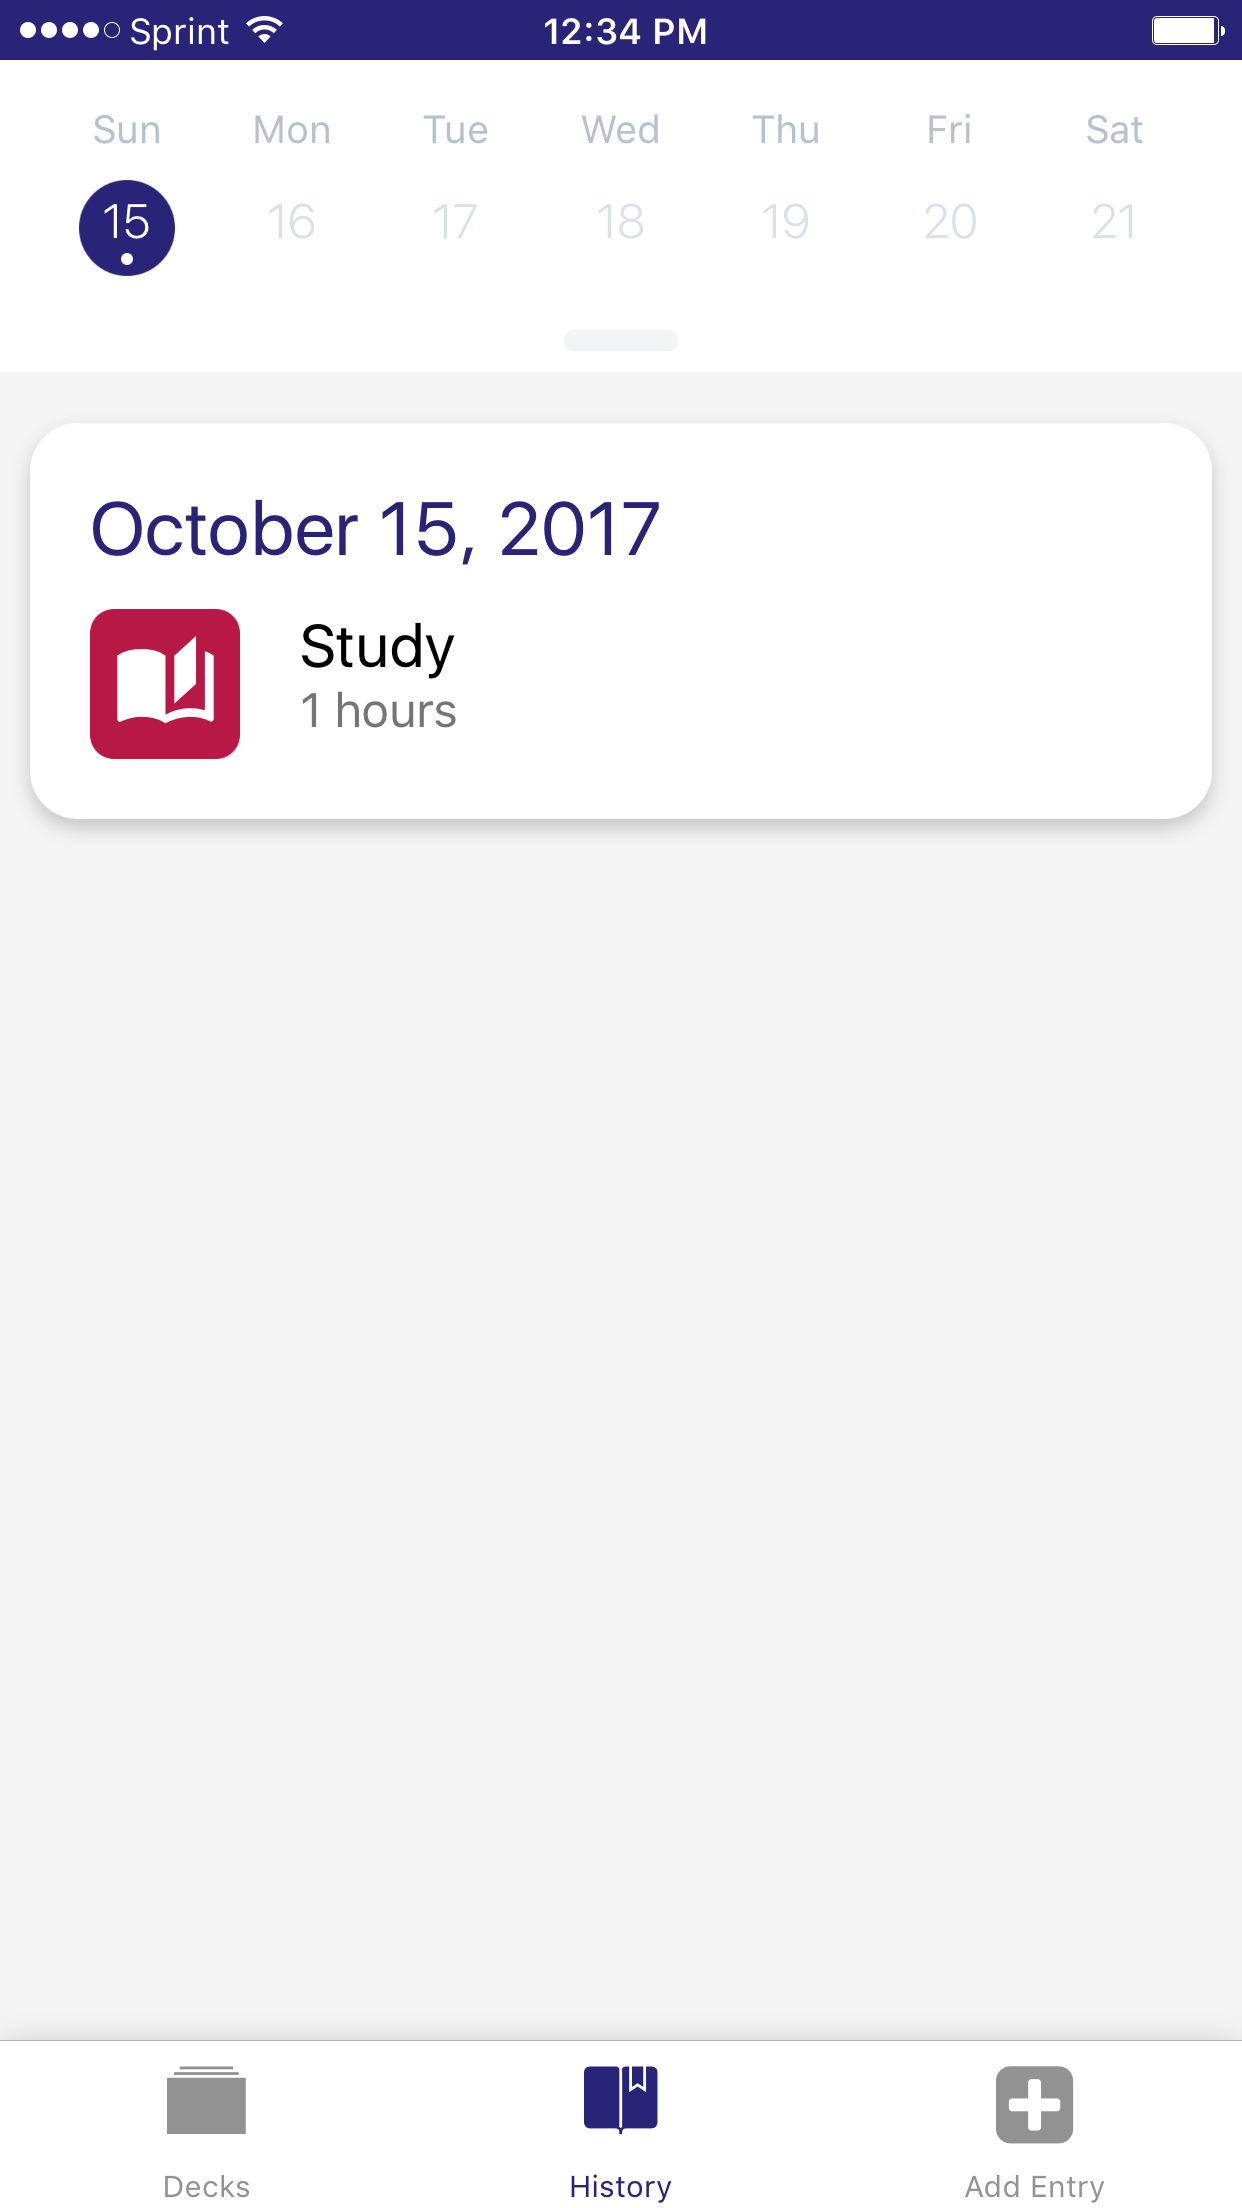 Sprint 12:34 PM
Sun Mon Tue Wed Thu Fri Sat
15 16 17 18 19 20 21
October 15, 2017
Study
1 hours
Decks History Add Entry